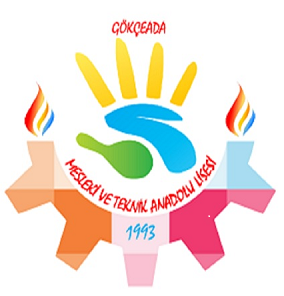 GÖKÇEADA
MESLEKİ VE TEKNİK ANADOLU LİSESİ
1993